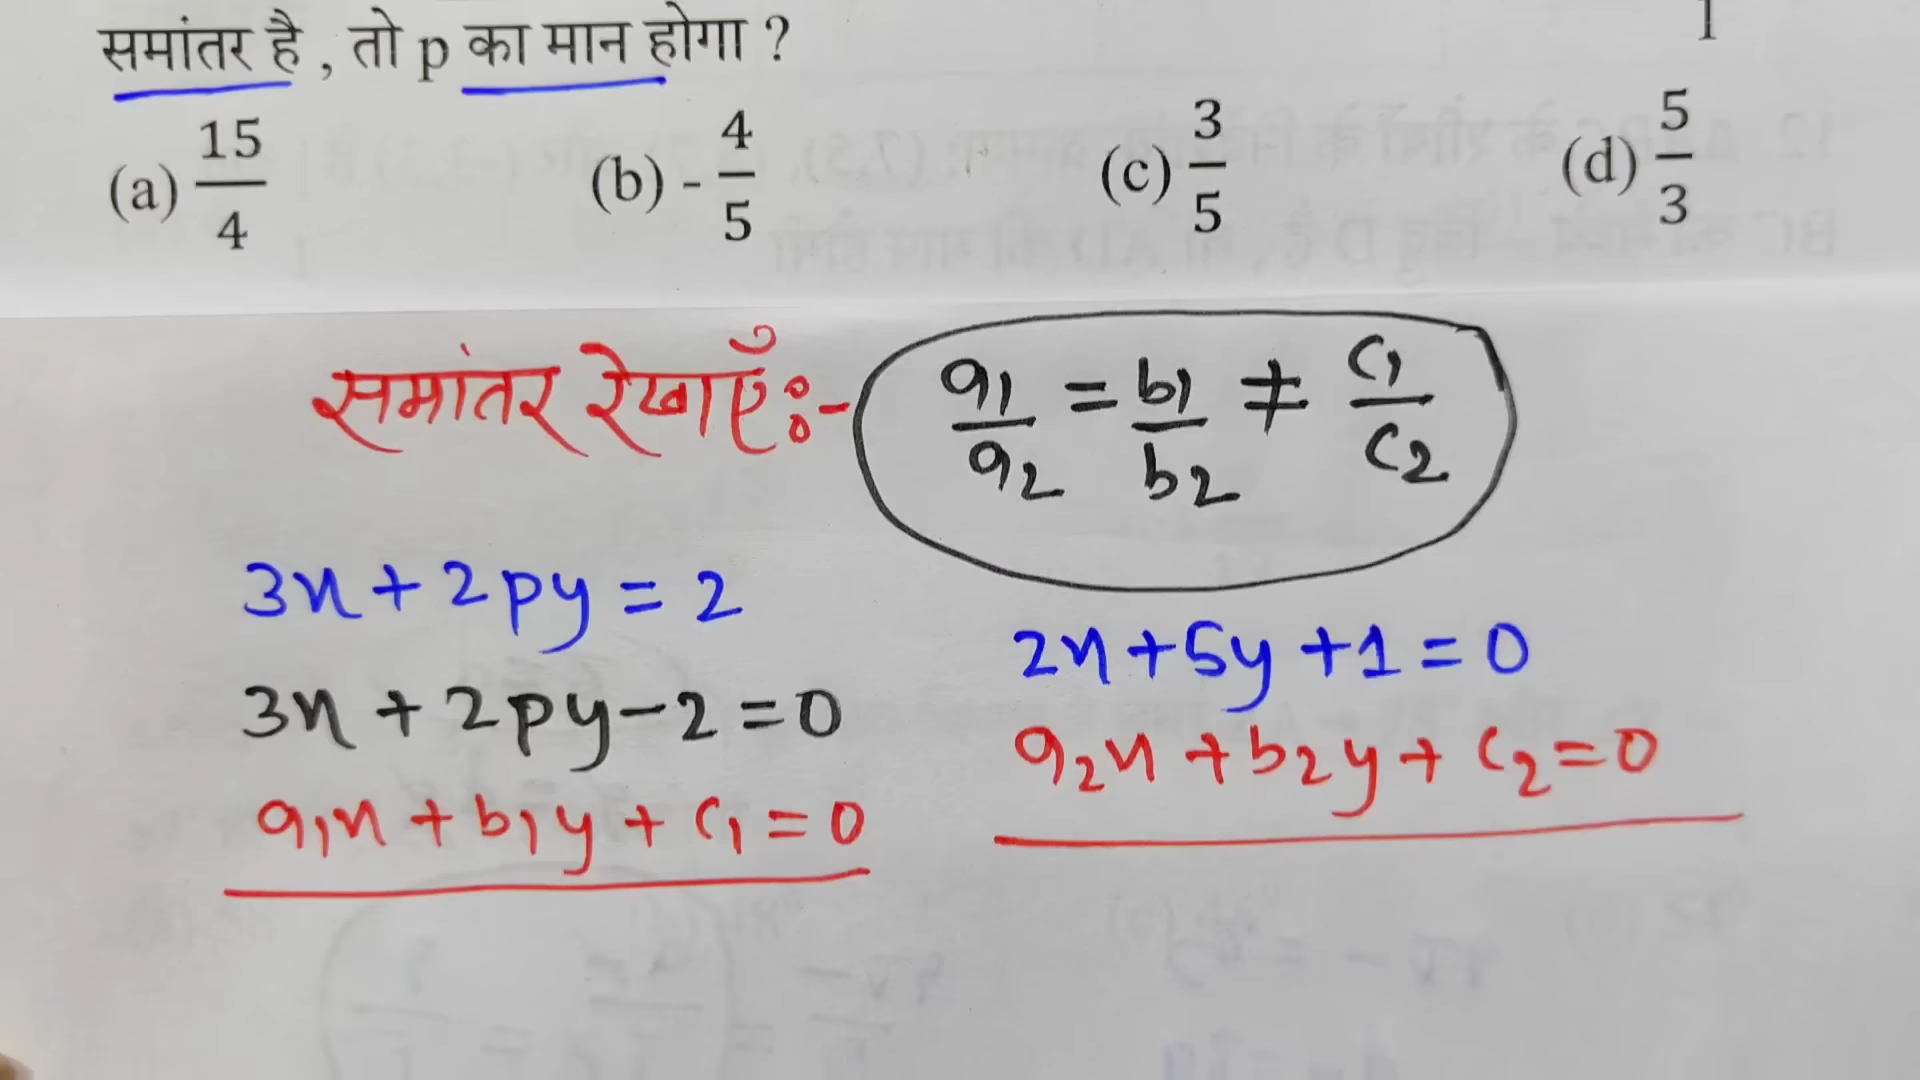 समांतर है , तो p का मान होगा ? 1
(a) 15/4 (b) - 4/5 (c) 3/5 (d) 5/3
समांतर रेखाएँ:- a1/a2 = b1/b2 ≠ c1/c2
3x + 2py = 2
2x + 5y + 1 = 0
3x + 2py - 2 = 0
a2x + b2y + c2 = 0
a1x + b1y + c1 = 0